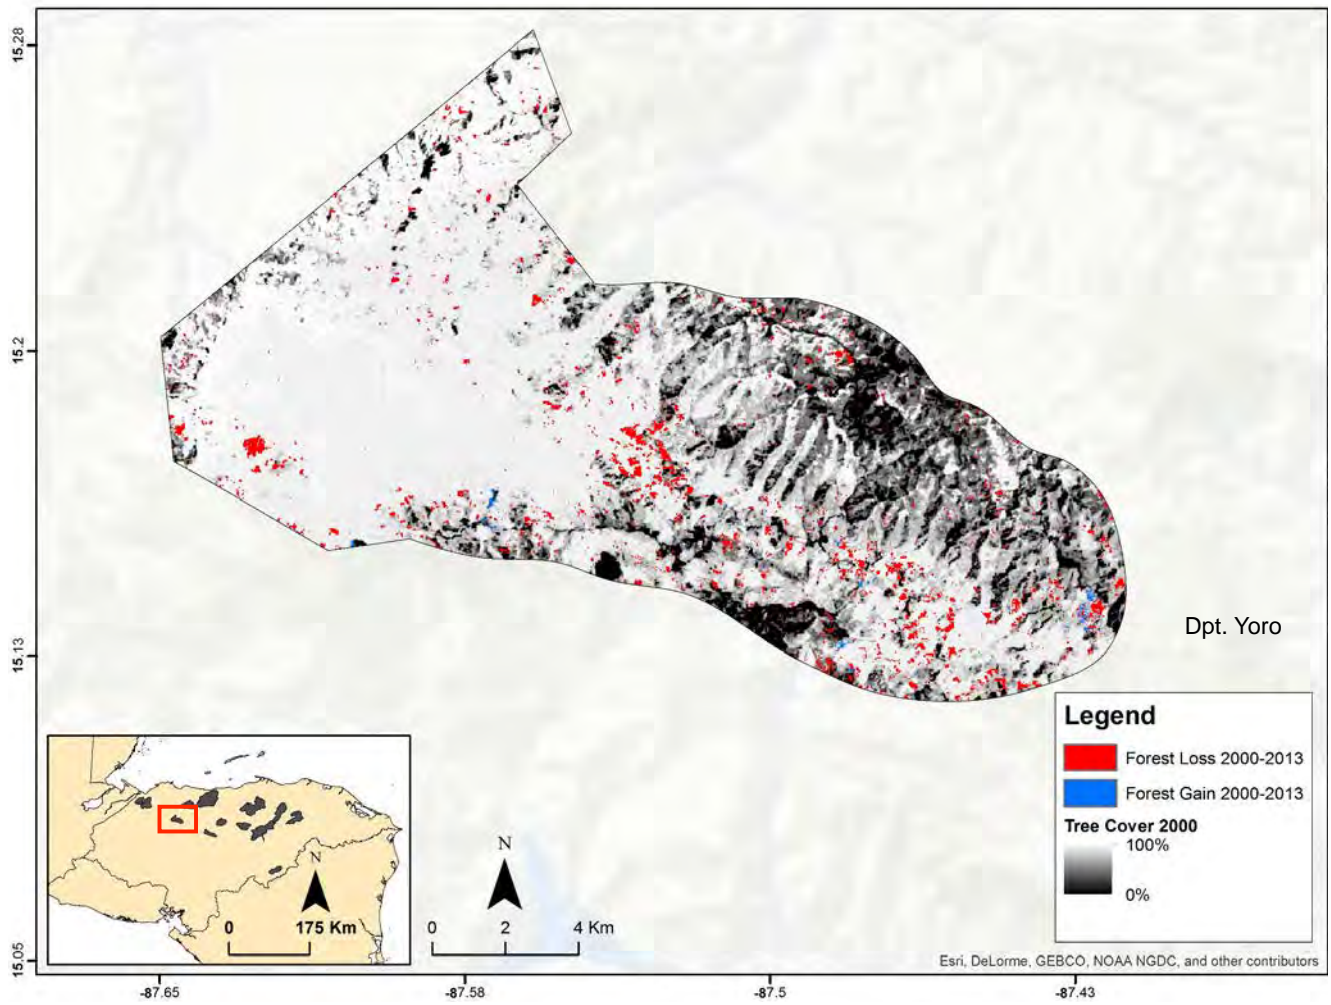 15.28
15.2
15.13
15.05
Dpt. Yoro
Legend
Forest Loss 2000-2013
Forest Gain 2000-2013
Tree Cover 2000
100%
0%
N
0 175 Km
N
0 2 4 Km
Esri, DeLorme, GEBCO, NOAA NGDC, and other contributors
-87.65 -87.58 -87.5 -87.43